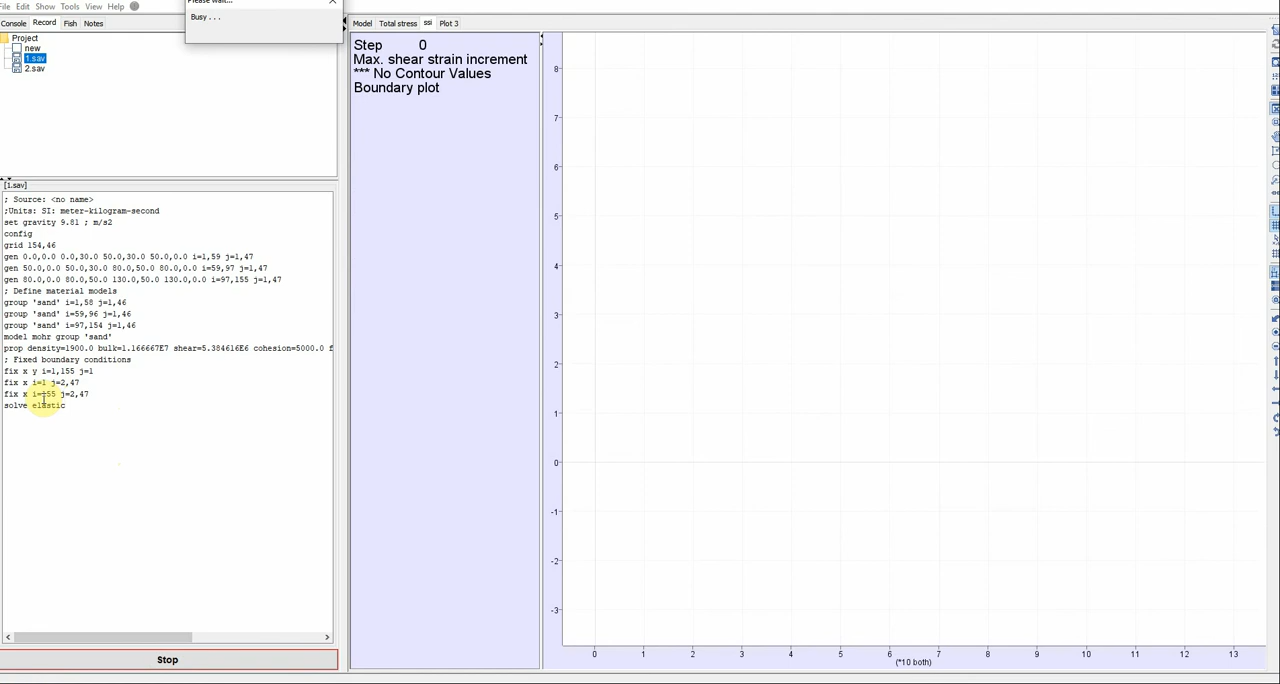 File Edit Show Tools View Help
Please wait...
Busy . . .
Console Record Fish Notes
Model Total stress ssi Plot 3
Project
new
1.sav
2.sav
Step 0
Max. shear strain increment
*** No Contour Values
Boundary plot
[1.sav]
; Source: <no name>
;Units: SI: meter-kilogram-second
set gravity 9.81 ; m/s2
config
grid 154,46
gen 0.0,0.0 0.0,30.0 50.0,30.0 50.0,0.0 i=1,59 j=1,47
gen 50.0,0.0 50.0,30.0 80.0,50.0 80.0,0.0 i=59,97 j=1,47
gen 80.0,0.0 80.0,50.0 130.0,50.0 130.0,0.0 i=97,155 j=1,47
; Define material models
group 'sand' i=1,58 j=1,46
group 'sand' i=59,96 j=1,46
group 'sand' i=97,154 j=1,46
model mohr group 'sand'
prop density=1900.0 bulk=1.166667E7 shear=5.384616E6 cohesion=5000.0 f
; Fixed boundary conditions
fix x y i=1,155 j=1
fix x i=1 j=2,47
fix x i=155 j=2,47
solve elastic
Stop
8
7
6
5
4
3
2
1
0
-1
-2
-3
0 1 2 3 4 5 6 7 8 9 10 11 12 13
(*10 both)